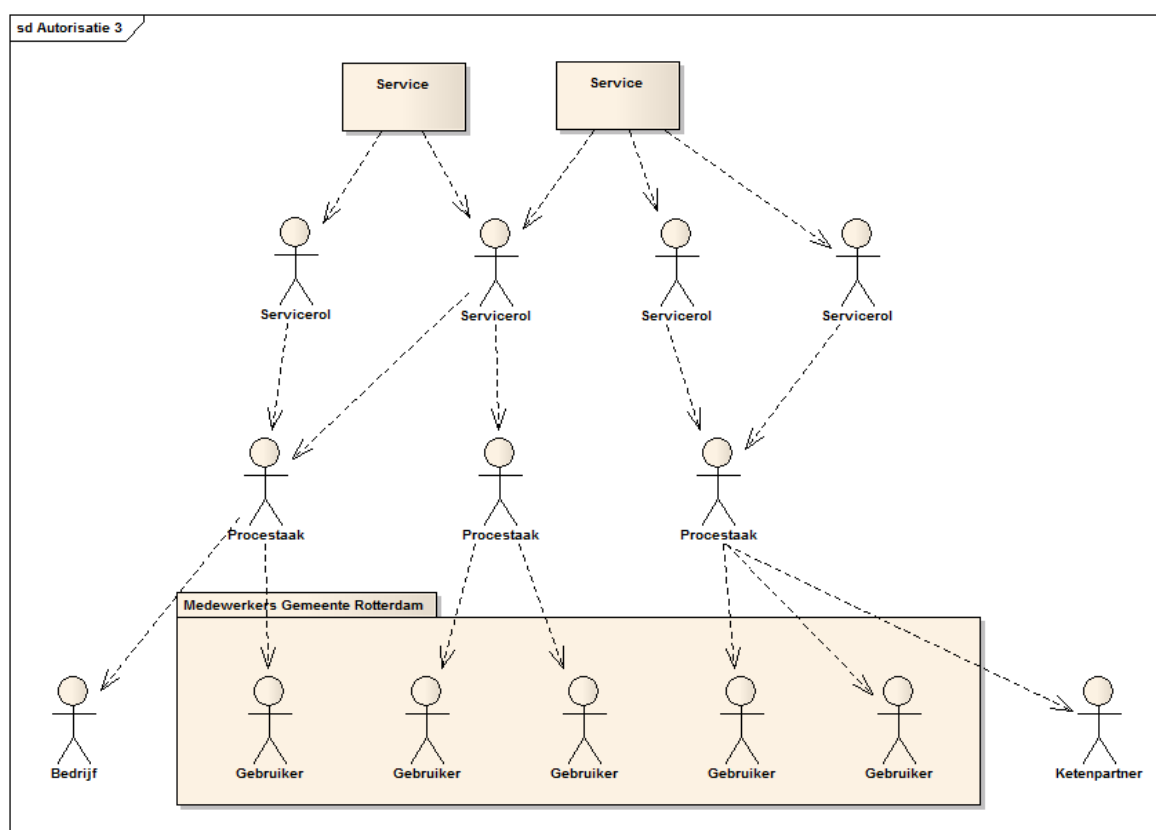 sd Autorisatie 3
Service
Service
Servicerol
Servicerol
Servicerol
Servicerol
Procestaak
Procestaak
Procestaak
Medewerkers Gemeente Rotterdam
Bedrijf
Gebruiker
Gebruiker
Gebruiker
Gebruiker
Gebruiker
Ketenpartner